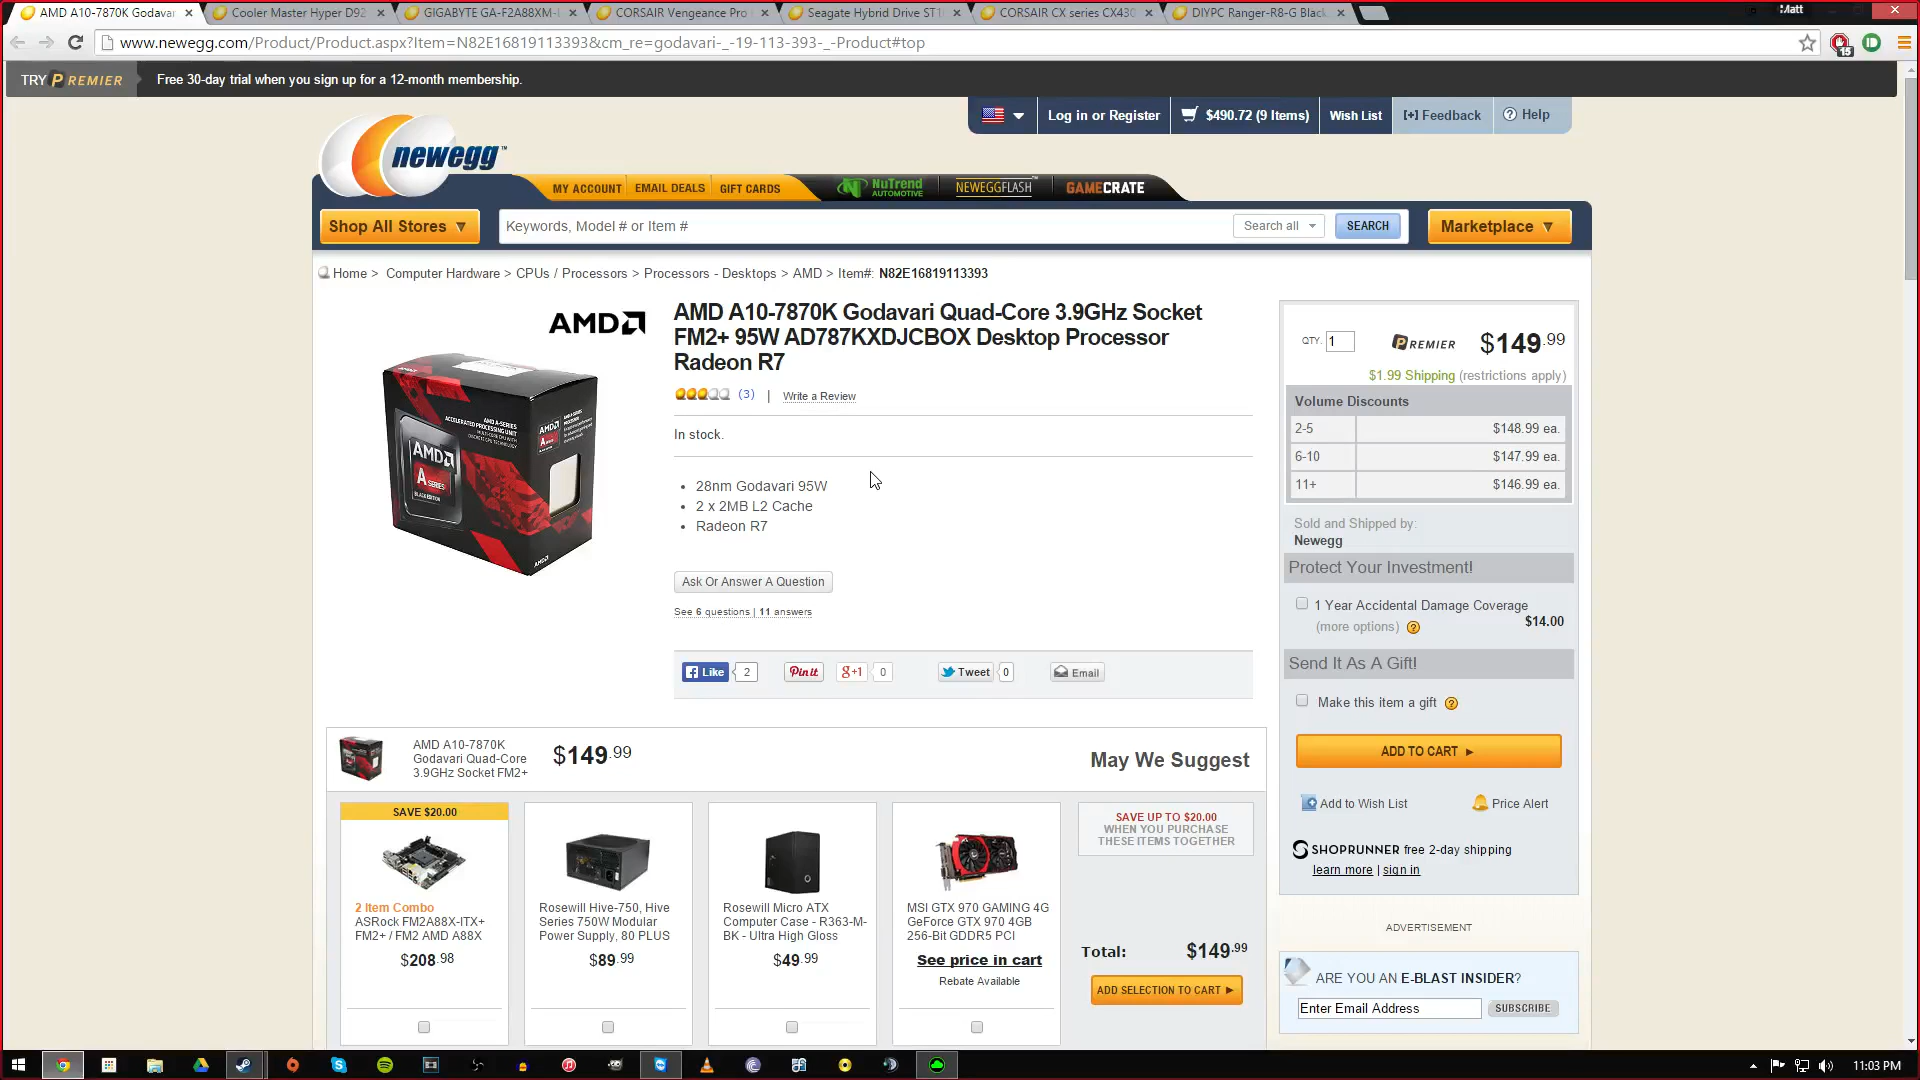 AMD A10-7870K Godavari
Cooler Master Hyper D92
GIGABYTE GA-F2A88XM-
CORSAIR Vengeance Pro
Seagate Hybrid Drive ST1
CORSAIR CX series CX430
DIYPC Ranger-R8-G Black
Matt
www.newegg.com/Product/Product.aspx?Item=N82E16819113393&cm_re=godavari-_-19-113-393-_-Product#top
15
TRY PREMIER
Free 30-day trial when you sign up for a 12-month membership.
Log in or Register
$490.72 (9 Items)
Wish List
[+] Feedback
? Help
newegg™
MY ACCOUNT
EMAIL DEALS
GIFT CARDS
NUTREND AUTOMOTIVE
NEWEGGFLASH™
GAMECRATE
Shop All Stores ▼
Keywords, Model # or Item #
Search all
SEARCH
Marketplace ▼
Home > Computer Hardware > CPUs / Processors > Processors - Desktops > AMD > Item#: N82E16819113393
AMD
AMD A10-7870K Godavari Quad-Core 3.9GHz Socket
FM2+ 95W AD787KXDJCBOX Desktop Processor
Radeon R7
(3) | Write a Review
In stock.
• 28nm Godavari 95W
• 2 x 2MB L2 Cache
• Radeon R7
Ask Or Answer A Question
See 6 questions | 11 answers
Like 2
Pin it
g+1 0
Tweet 0
Email
AMD A-SERIES
ACCELERATED PROCESSING UNIT
AMD
A SERIES
BLACK EDITION
AMD
QTY. 1
PREMIER
$149.99
$1.99 Shipping (restrictions apply)
Volume Discounts
2-5 $148.99 ea.
6-10 $147.99 ea.
11+ $146.99 ea.
Sold and Shipped by:
Newegg
Protect Your Investment!
1 Year Accidental Damage Coverage
$14.00
(more options) ?
Send It As A Gift!
Make this item a gift ?
ADD TO CART ►
Add to Wish List
Price Alert
SHOPRUNNER free 2-day shipping
learn more | sign in
ADVERTISEMENT
ARE YOU AN E-BLAST INSIDER?
Enter Email Address
SUBSCRIBE
AMD A10-7870K
Godavari Quad-Core
3.9GHz Socket FM2+
$149.99
May We Suggest
SAVE $20.00
2 Item Combo
ASRock FM2A88X-ITX+
FM2+ / FM2 AMD A88X
$208.98
Rosewill Hive-750, Hive
Series 750W Modular
Power Supply, 80 PLUS
$89.99
Rosewill Micro ATX
Computer Case - R363-M-
BK - Ultra High Gloss
$49.99
MSI GTX 970 GAMING 4G
GeForce GTX 970 4GB
256-Bit GDDR5 PCI
See price in cart
Rebate Available
SAVE UP TO $20.00
WHEN YOU PURCHASE
THESE ITEMS TOGETHER
Total: $149.99
ADD SELECTION TO CART ►
11:03 PM